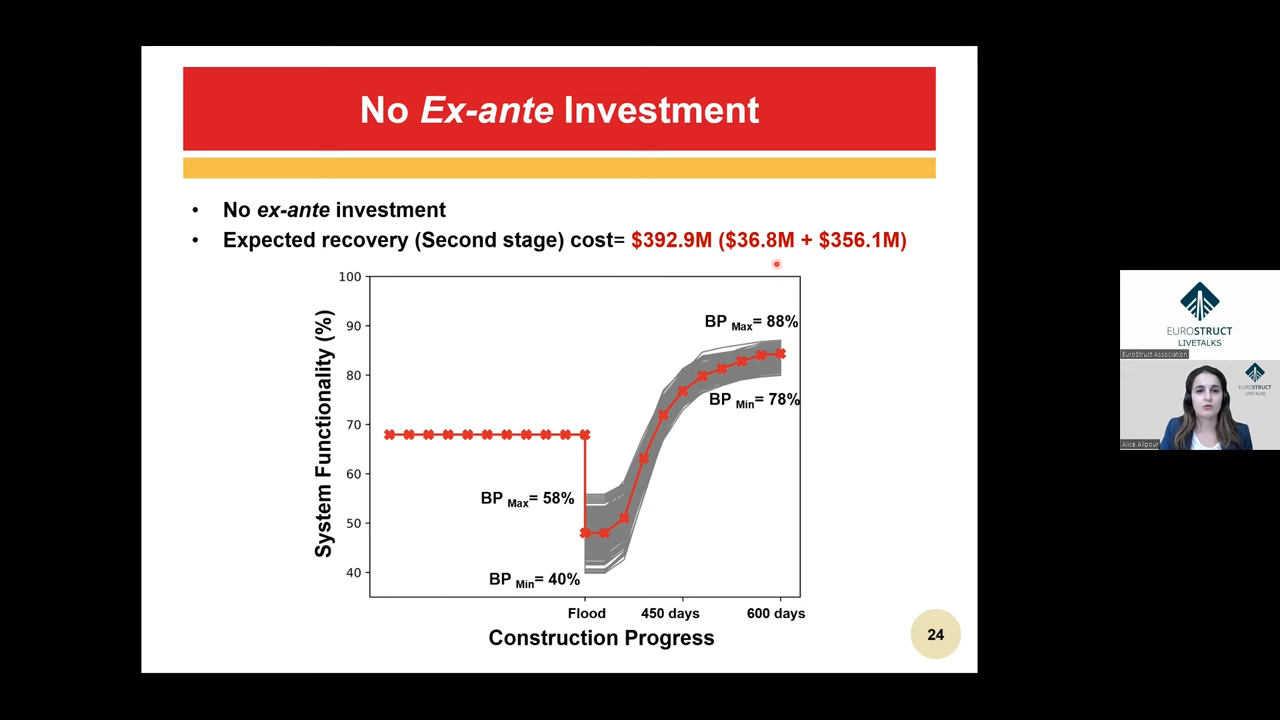 No Ex-ante Investment
• No ex-ante investment
• Expected recovery (Second stage) cost= $392.9M ($36.8M + $356.1M)
System Functionality (%)
100
90
80
70
60
50
40
BP Max= 88%
BP Min= 78%
BP Max= 58%
BP Min= 40%
Flood
450 days
600 days
Construction Progress
24
EUROSTRUCT
LIVETALKS
EuroStruct Association
EUROSTRUCT
LIVETALKS
Alice Alipour